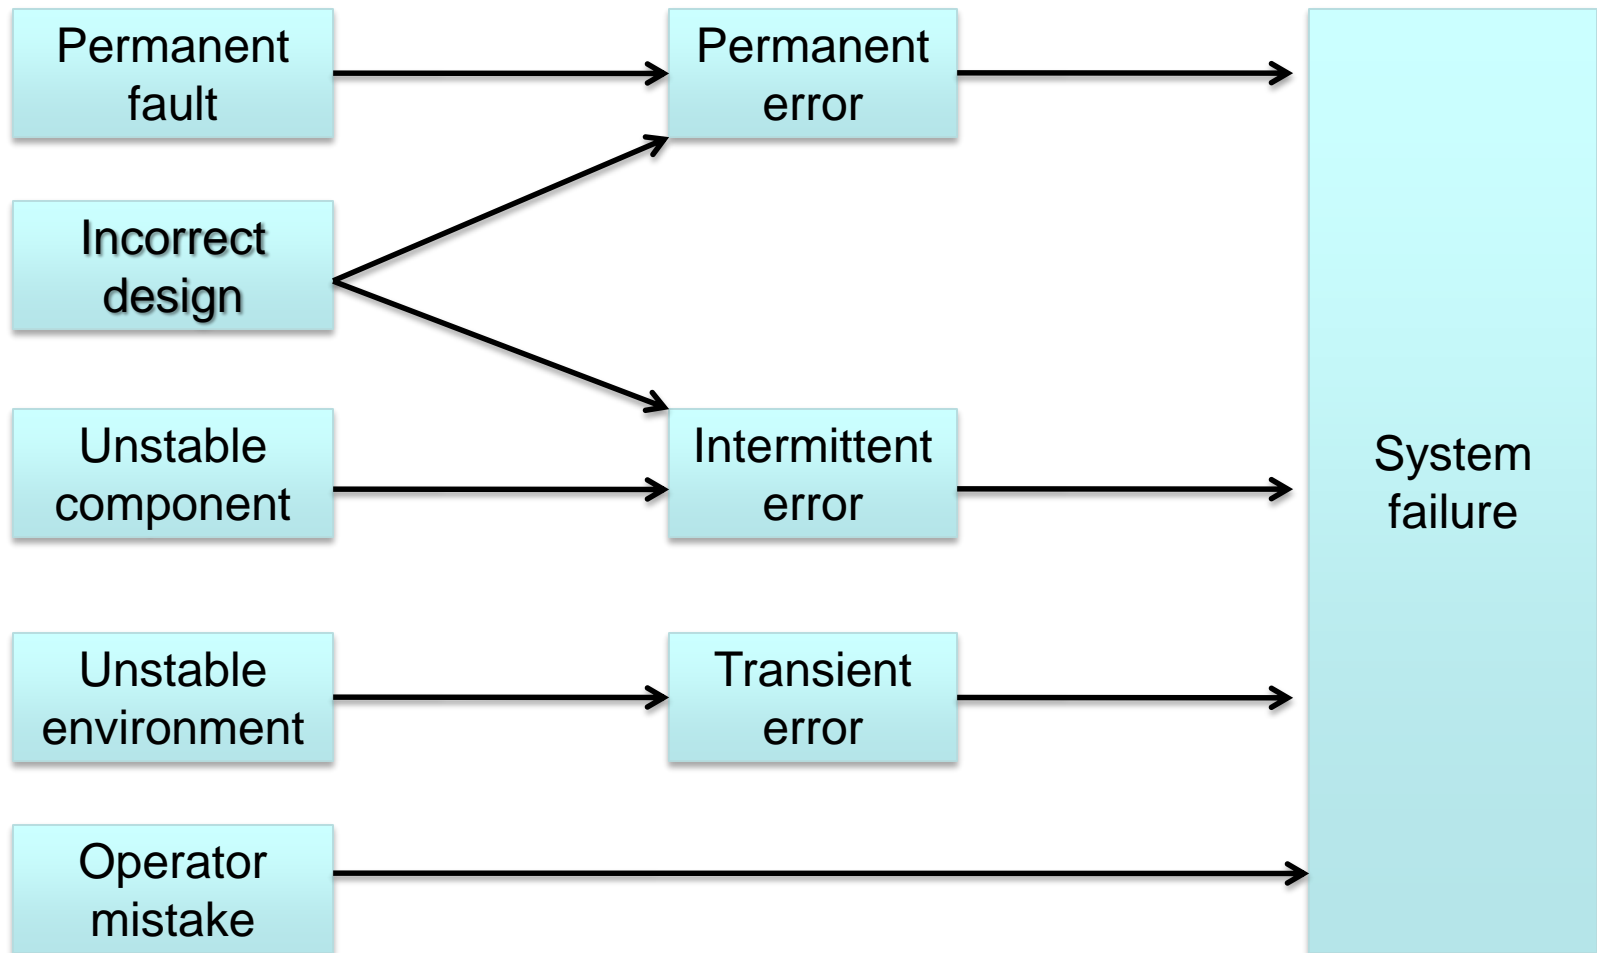 Permanent
fault
Permanent
error
Incorrect
design
Unstable
component
Intermittent
error
System
failure
Unstable
environment
Transient
error
Operator
mistake